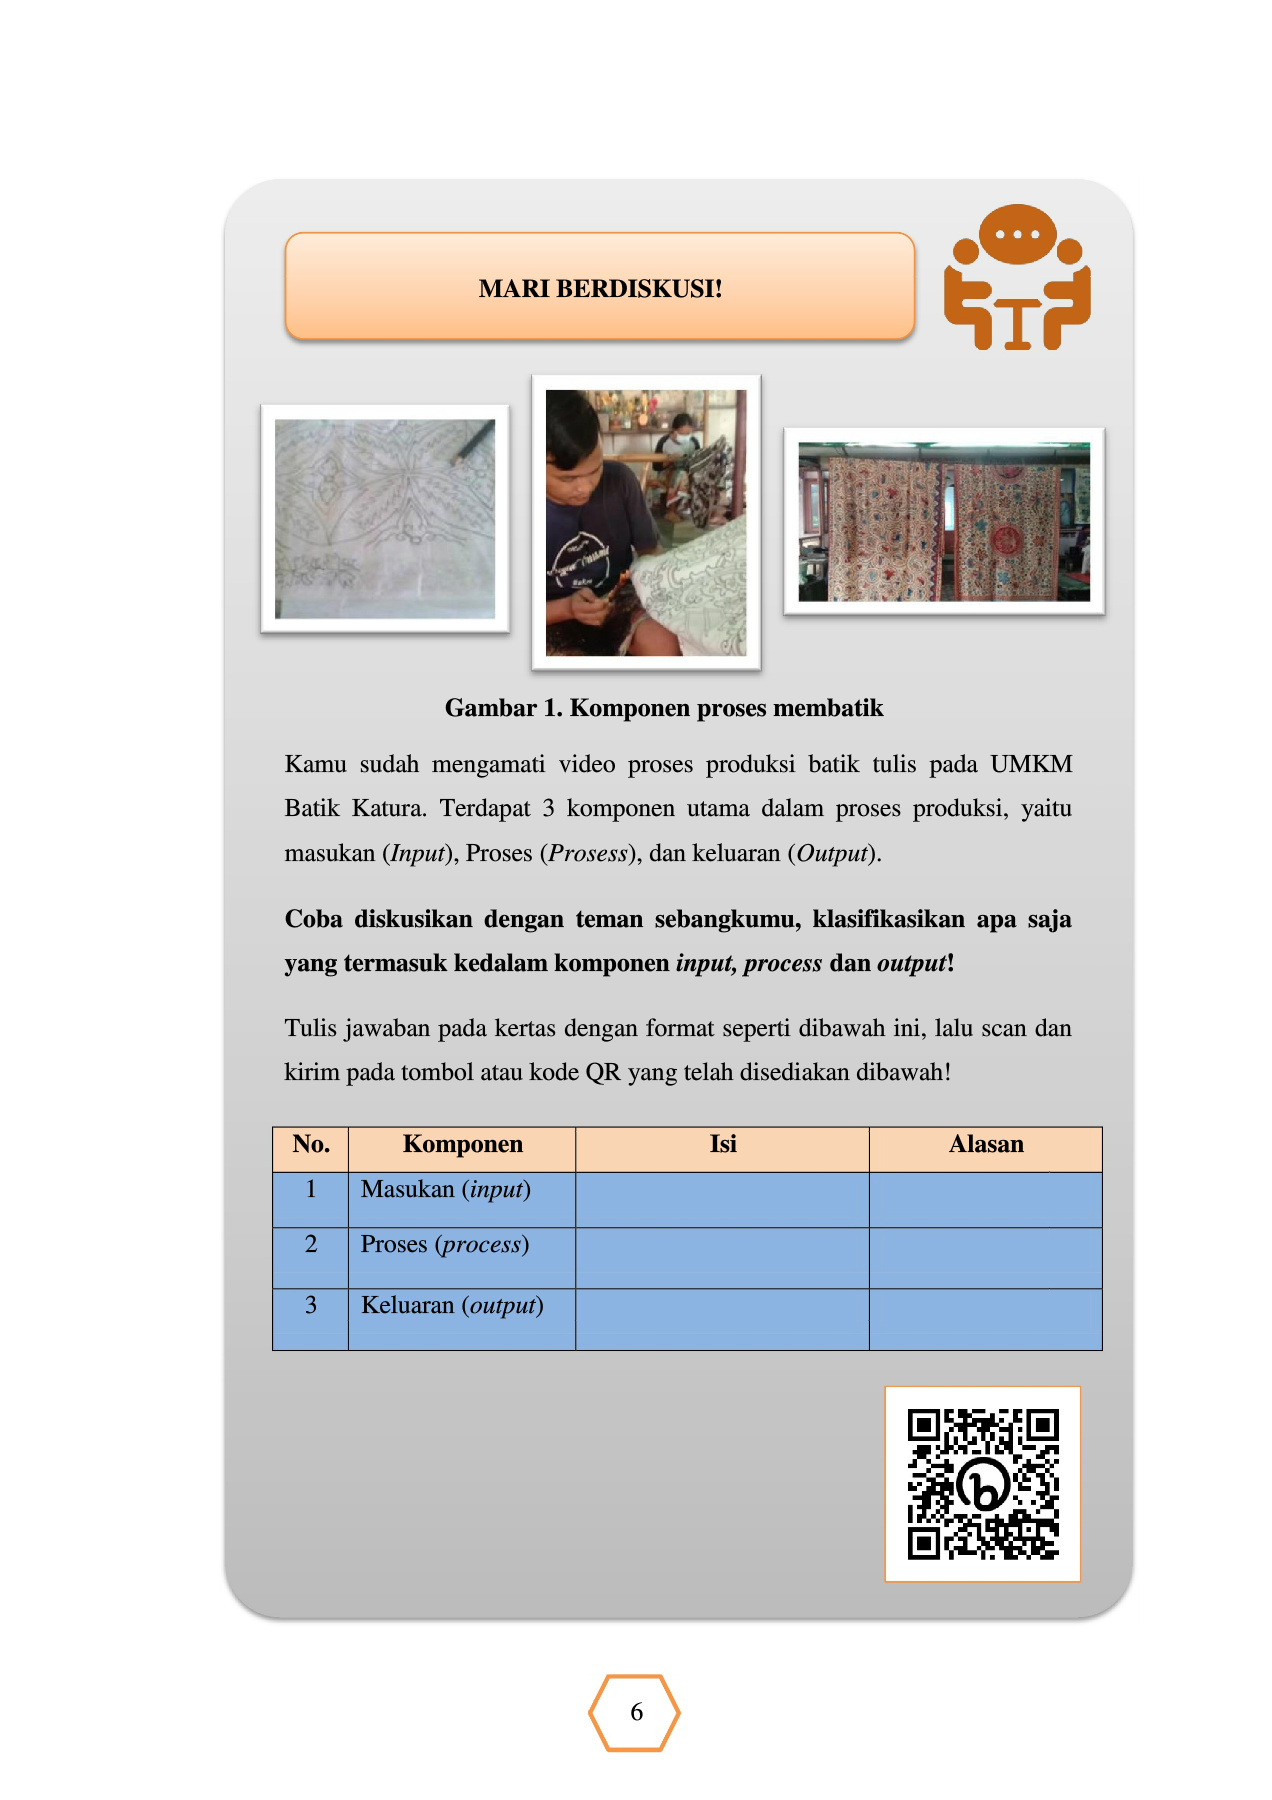 MARI BERDISKUSI!
Gambar 1. Komponen proses membatik
Kamu sudah mengamati video proses produksi batik tulis pada UMKM
Batik Katura. Terdapat 3 komponen utama dalam proses produksi, yaitu
masukan (Input), Proses (Prosess), dan keluaran (Output).
Coba diskusikan dengan teman sebangkumu, klasifikasikan apa saja
yang termasuk kedalam komponen input, process dan output!
Tulis jawaban pada kertas dengan format seperti dibawah ini, lalu scan dan
kirim pada tombol atau kode QR yang telah disediakan dibawah!
No. Komponen Isi Alasan
1 Masukan (input)
2 Proses (process)
3 Keluaran (output)
6